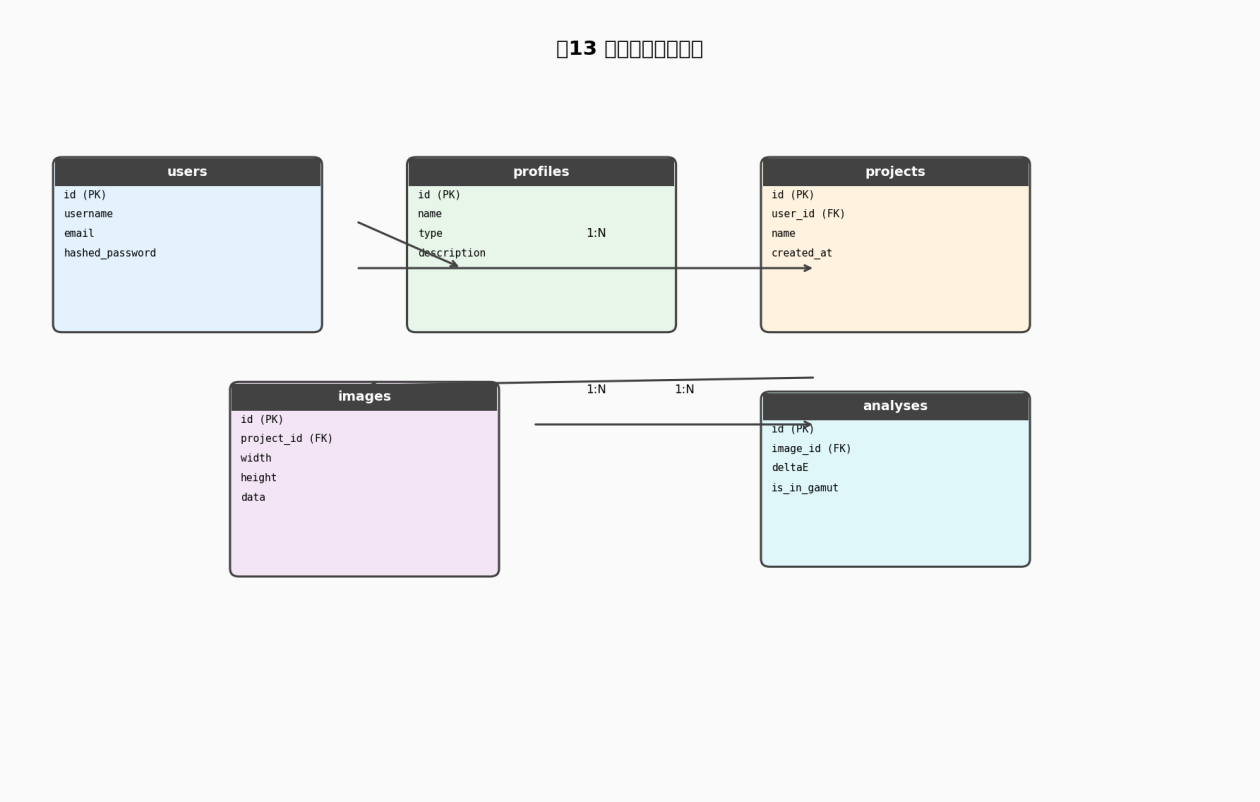 13
users
id (PK)
username
email
hashed_password
profiles
id (PK)
name
type
description
1:N
projects
id (PK)
user_id (FK)
name
created_at
images
id (PK)
project_id (FK)
width
height
data
1:N
1:N
analyses
id (PK)
image_id (FK)
deltaE
is_in_gamut